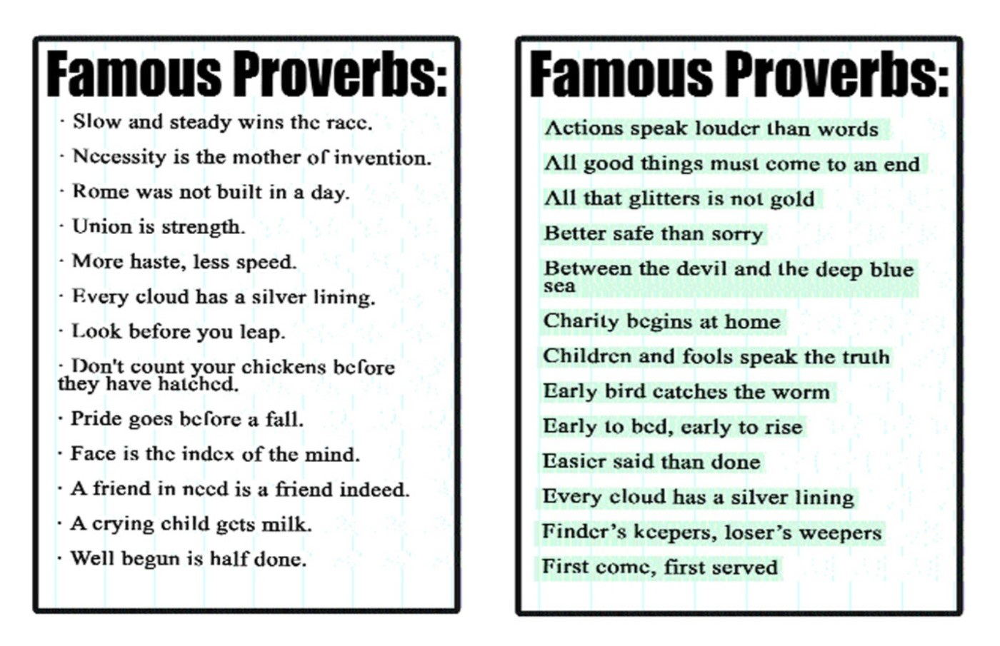 Famous Proverbs:
· Slow and steady wins the race.
· Necessity is the mother of invention.
· Rome was not built in a day.
· Union is strength.
· More haste, less speed.
· Every cloud has a silver lining.
· Look before you leap.
· Don't count your chickens before
they have hatched.
· Pride goes before a fall.
· Face is the index of the mind.
· A friend in need is a friend indeed.
· A crying child gets milk.
· Well begun is half done.
Famous Proverbs:
Actions speak louder than words
All good things must come to an end
All that glitters is not gold
Better safe than sorry
Between the devil and the deep blue
sea
Charity begins at home
Children and fools speak the truth
Early bird catches the worm
Early to bed, early to rise
Easier said than done
Every cloud has a silver lining
Finder’s keepers, loser’s weepers
First come, first served